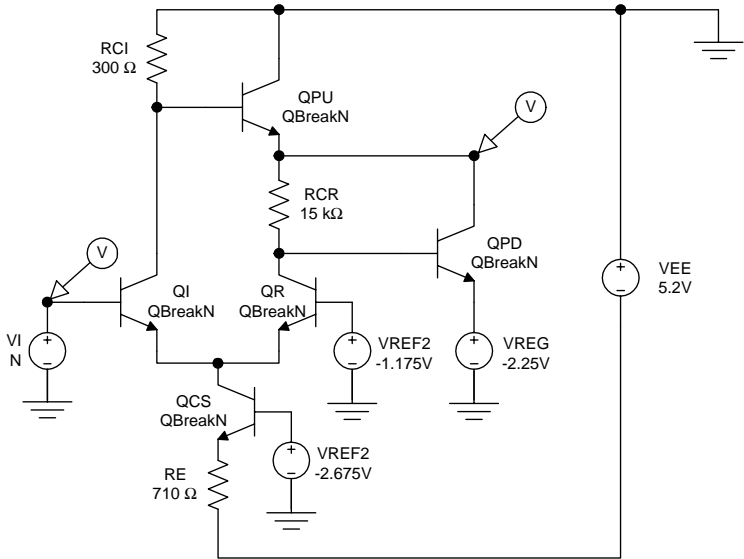 RCI
300 Ω
QPU
QBreakN
V
RCR
15 kΩ
QPD
QBreakN
V
VEE
5.2V
QI
QBreakN
QR
QBreakN
VI
N
VREF2
-1.175V
VREG
-2.25V
QCS
QBreakN
VREF2
-2.675V
RE
710 Ω